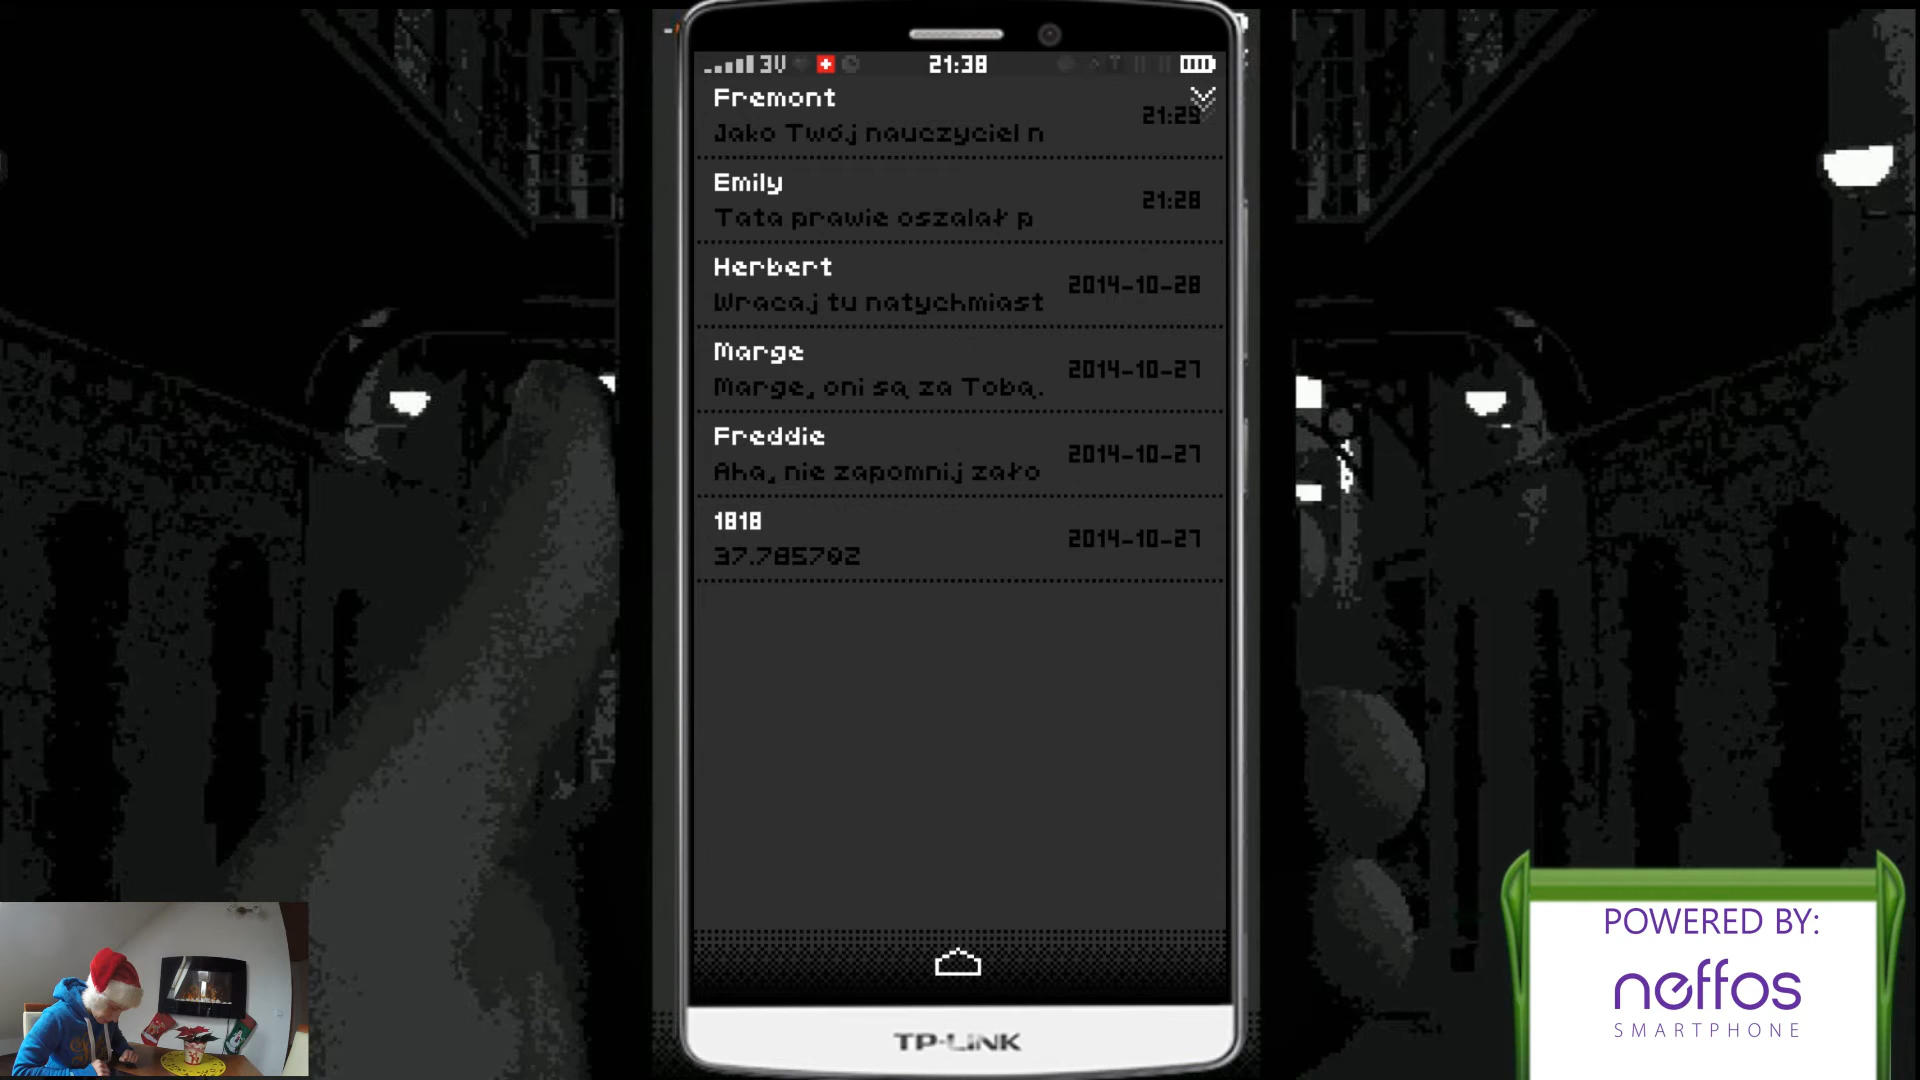 3V
21:38
Fremont
21:29
Jako Twój nauczyciel n
Emily
21:28
Tata prawie oszalał p
Herbert
2014-10-28
Wracaj tu natychmiast
Marge
2014-10-27
Marge, oni są za Tobą.
Freddie
2014-10-27
Aha, nie zapomnij zało
1818
2014-10-27
37.785702
TP-LINK
POWERED BY:
neffos
SMARTPHONE